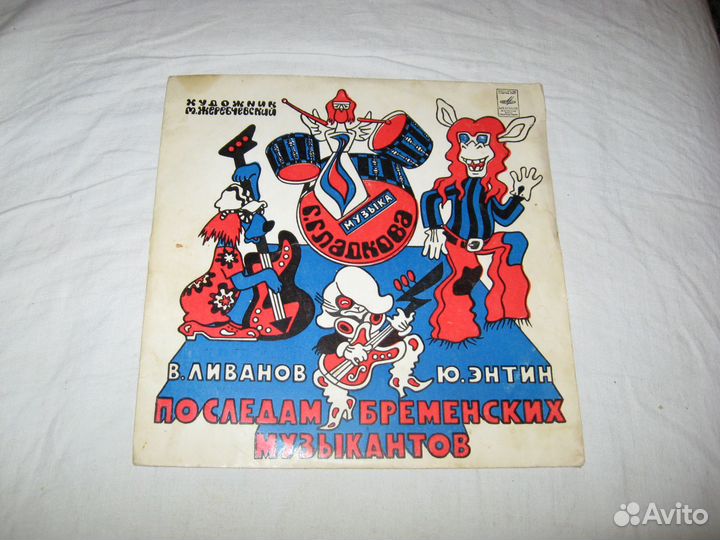 ХУДОЖНИК
М.ЖЕРЕБЧЕВСКИЙ
МУЗЫКА
Г.ГЛАДКОВА
В.ЛИВАНОВ
Ю.ЭНТИН
ПО СЛЕДАМ БРЕМЕНСКИХ
МУЗЫКАНТОВ
Avito